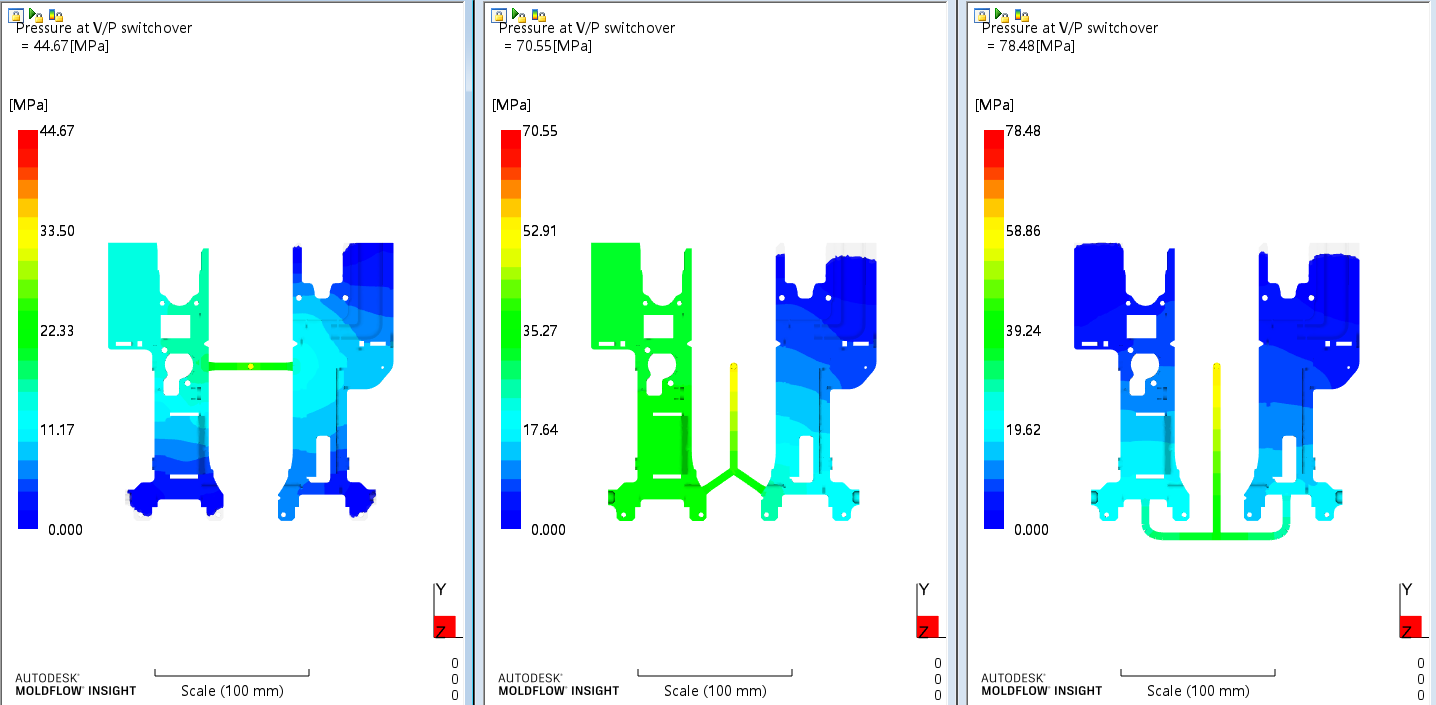 Pressure at V/P switchover
= 44.67[MPa]
[MPa]
44.67
33.50
22.33
11.17
0.000
Y
Z
0
0
0
AUTODESK®
MOLDFLOW® INSIGHT
Scale (100 mm)
Pressure at V/P switchover
= 70.55[MPa]
[MPa]
70.55
52.91
35.27
17.64
0.000
Y
Z
0
0
0
AUTODESK®
MOLDFLOW® INSIGHT
Scale (100 mm)
Pressure at V/P switchover
= 78.48[MPa]
[MPa]
78.48
58.86
39.24
19.62
0.000
Y
Z
0
0
0
AUTODESK®
MOLDFLOW® INSIGHT
Scale (100 mm)